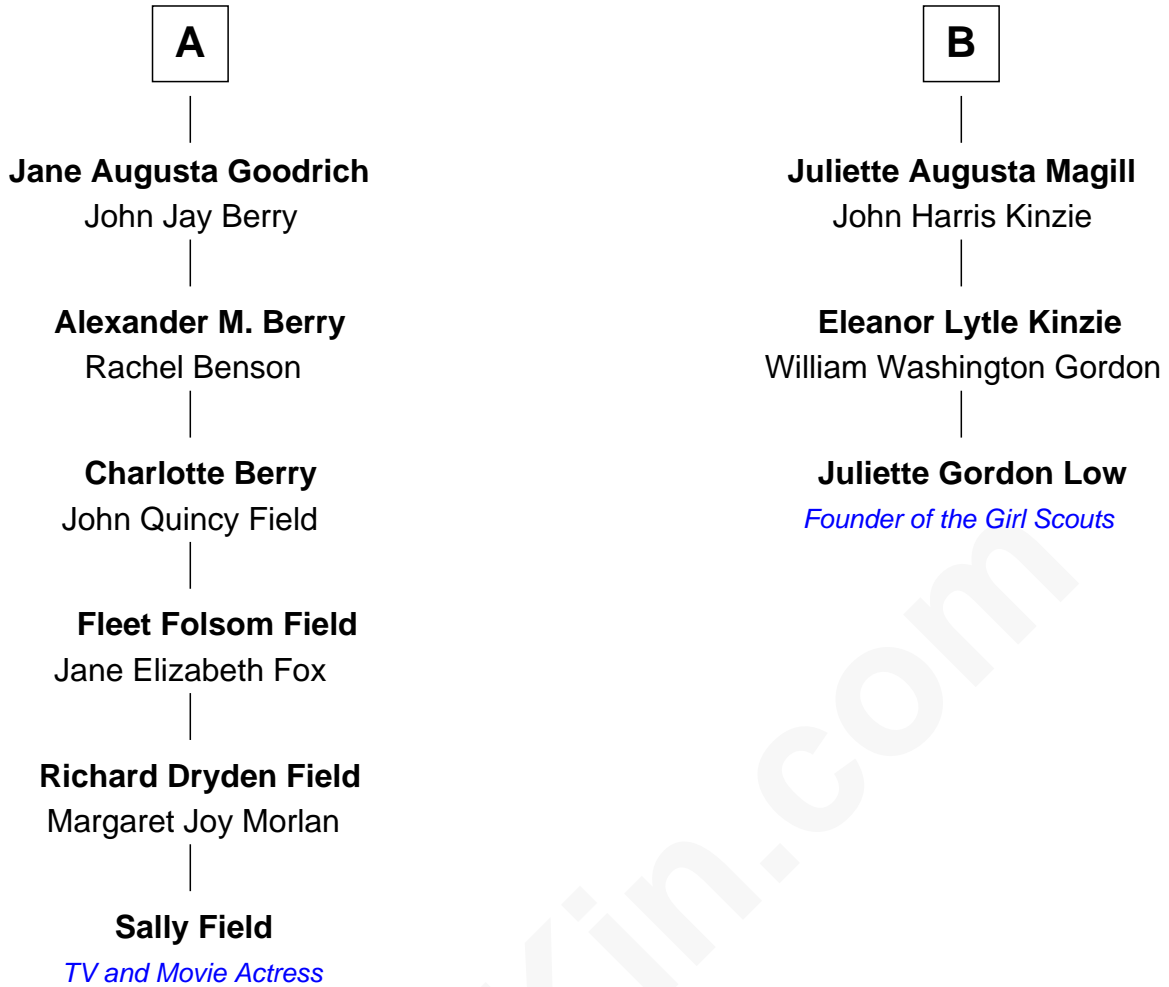 A
Jane Augusta Goodrich
John Jay Berry
Alexander M. Berry
Rachel Benson
Charlotte Berry
John Quincy Field
Fleet Folsom Field
Jane Elizabeth Fox
Richard Dryden Field
Margaret Joy Morlan
Sally Field
TV and Movie Actress
B
Juliette Augusta Magill
John Harris Kinzie
Eleanor Lytle Kinzie
William Washington Gordon
Juliette Gordon Low
Founder of the Girl Scouts
Kin.com